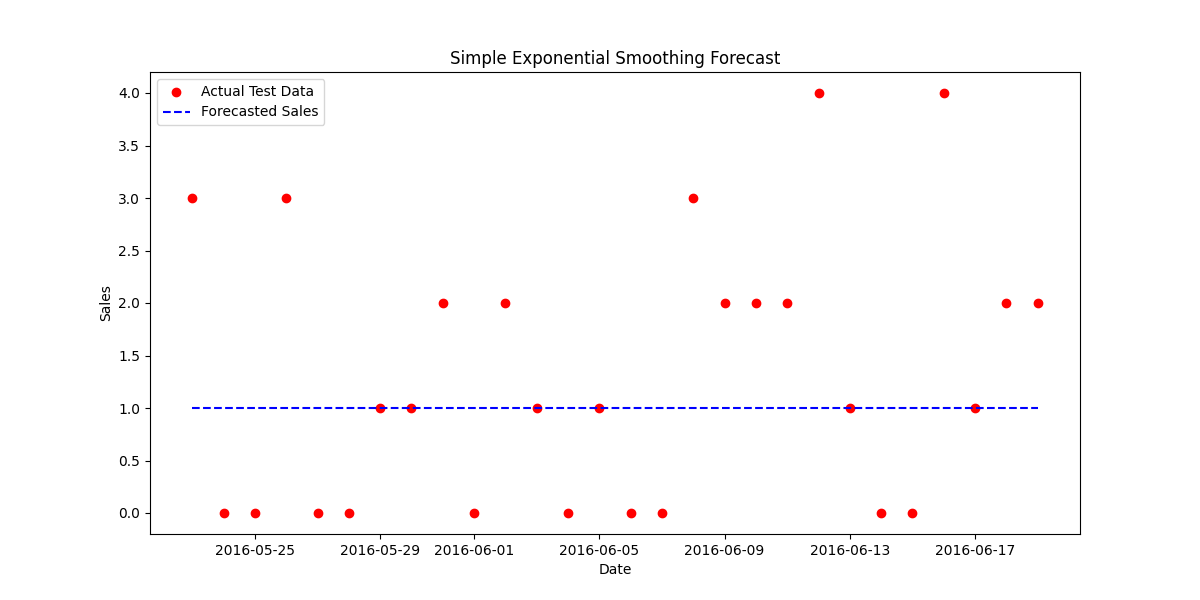 Simple Exponential Smoothing Forecast
Actual Test Data
Forecasted Sales
4.0
3.5
3.0
2.5
2.0
1.5
1.0
0.5
0.0
Sales
2016-05-25 2016-05-29 2016-06-01 2016-06-05 2016-06-09 2016-06-13 2016-06-17
Date